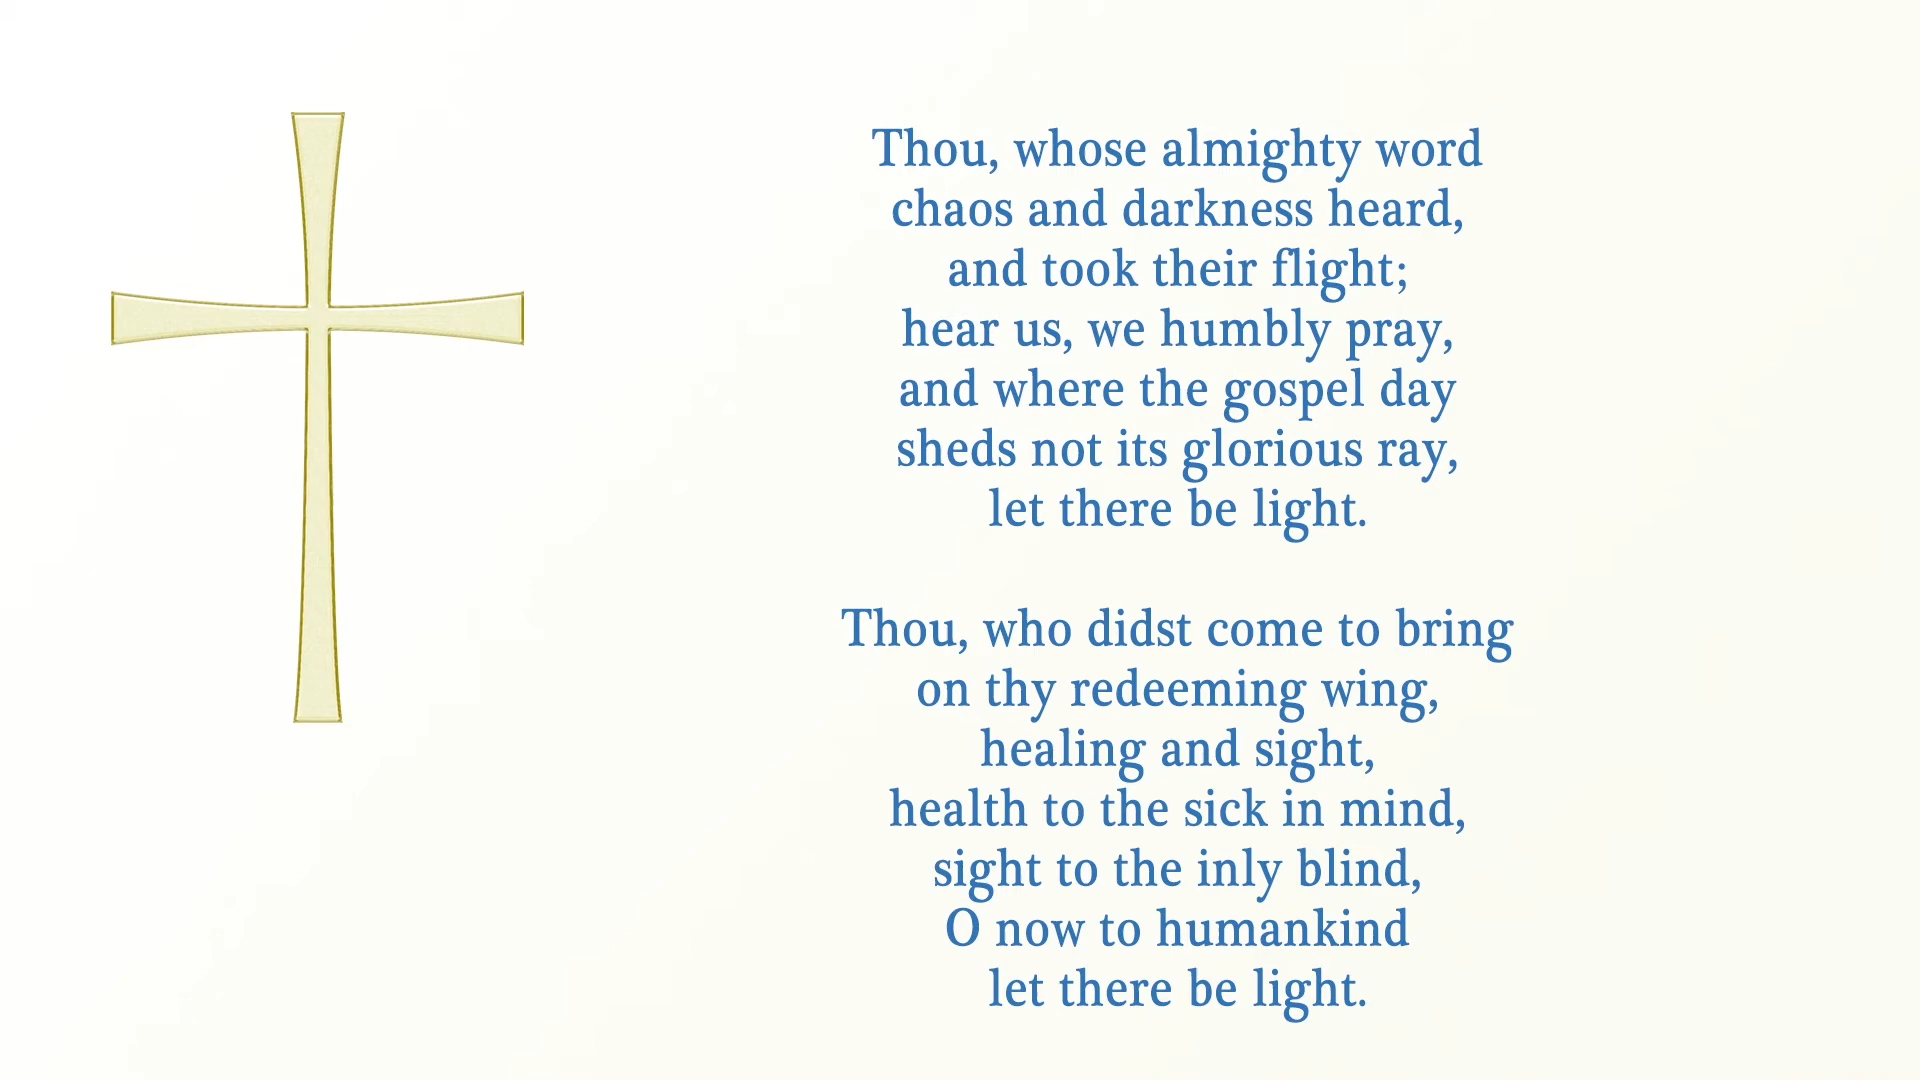 Thou, whose almighty word
chaos and darkness heard,
and took their flight;
hear us, we humbly pray,
and where the gospel day
sheds not its glorious ray,
let there be light.
Thou, who didst come to bring
on thy redeeming wing,
healing and sight,
health to the sick in mind,
sight to the inly blind,
O now to humankind
let there be light.